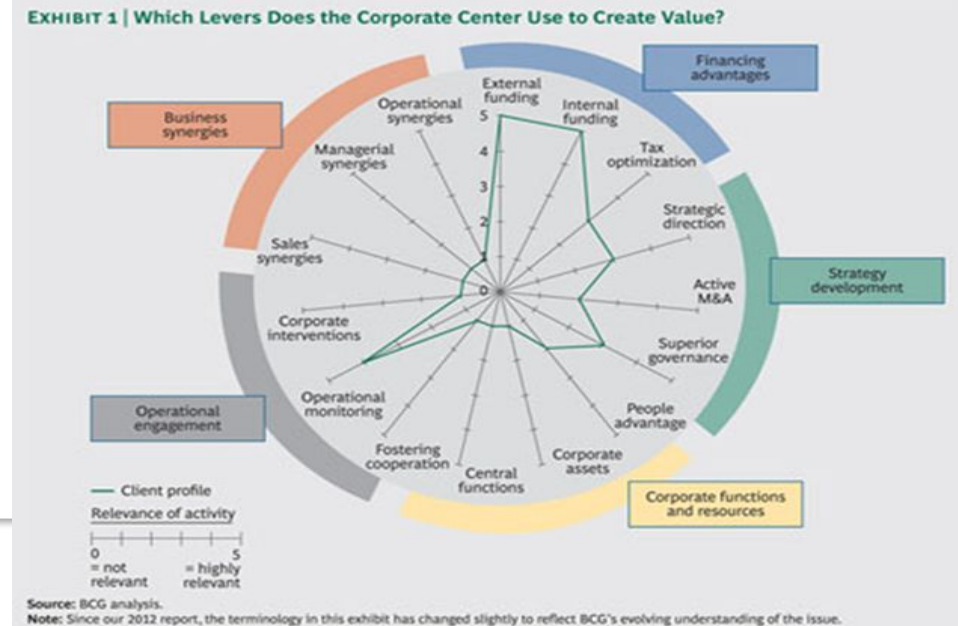 EXHIBIT 1 | Which Levers Does the Corporate Center Use to Create Value?
Financing
advantages
Business
synergies
External
funding
Internal
funding
Operational
synergies
Tax
optimization
Managerial
synergies
Strategic
direction
Sales
synergies
Active
M&A
Strategy
development
Corporate
interventions
Superior
governance
Operational
monitoring
People
advantage
Operational
engagement
Fostering
cooperation
Central
functions
Corporate
assets
Corporate functions
and resources
5
4
3
2
1
0
Client profile
Relevance of activity
0 5
= not = highly
relevant relevant
Source: BCG analysis.
Note: Since our 2012 report, the terminology in this exhibit has changed slightly to reflect BCG's evolving understanding of the issue.